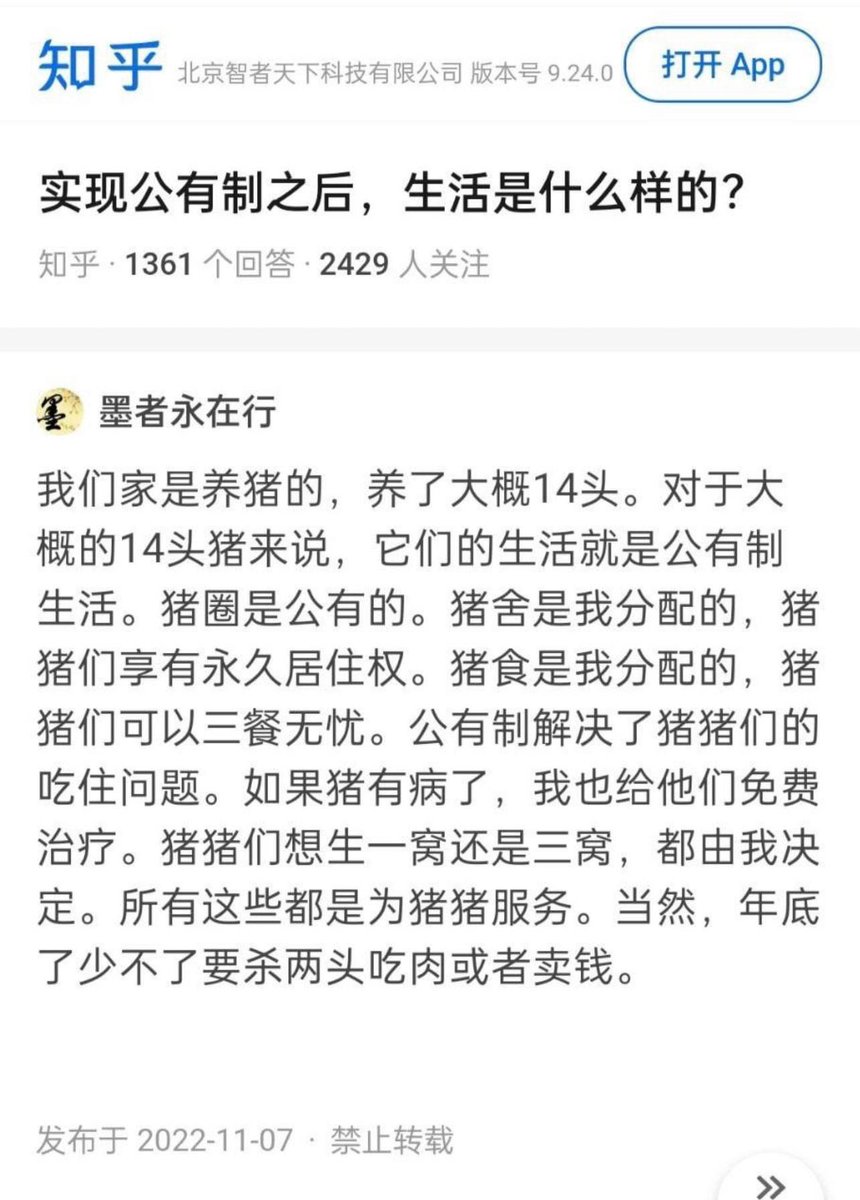 知乎 北京智者天下科技有限公司 版本号 9.24.0 打开 App
实现公有制之后，生活是什么样的？
知乎 · 1361 个回答 · 2429 人关注
墨 墨者永在行
我们家是养猪的，养了大概14头。对于大
概的14头猪来说，它们的生活就是公有制
生活。猪圈是公有的。猪舍是我分配的，猪
猪们享有永久居住权。猪食是我分配的，猪
猪们可以三餐无忧。公有制解决了猪猪们的
吃住问题。如果猪有病了，我也给他们免费
治疗。猪猪们想生一窝还是三窝，都由我决
定。所有这些都是为猪猪服务。当然，年底
了少不了要杀两头吃肉或者卖钱。
发布于 2022-11-07 · 禁止转载